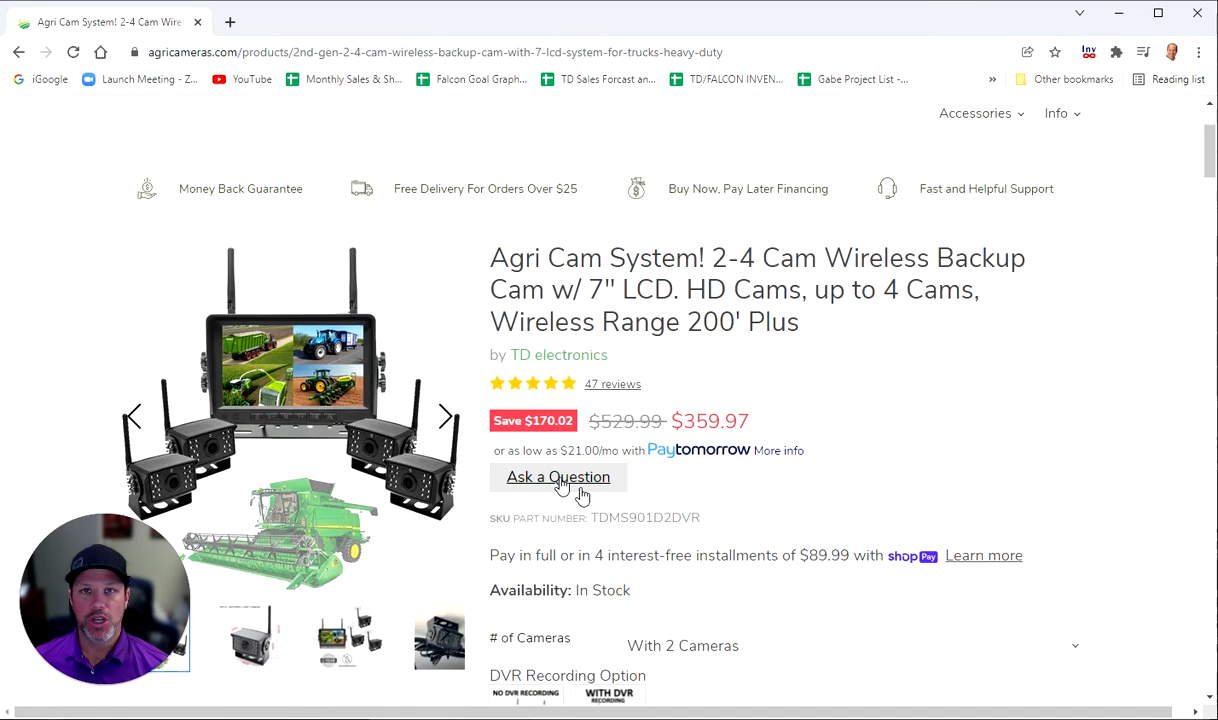 Agri Cam System! 2-4 Cam Wire
agricameras.com/products/2nd-gen-2-4-cam-wireless-backup-cam-with-7-lcd-system-for-trucks-heavy-duty
Inv
iGoogle
Launch Meeting - Z...
YouTube
Monthly Sales & Sh...
Falcon Goal Graph...
TD Sales Forcast an...
TD/FALCON INVEN...
Gabe Project List -...
»
Other bookmarks
Reading list
Accessories
Info
Money Back Guarantee
Free Delivery For Orders Over $25
Buy Now, Pay Later Financing
Fast and Helpful Support
Agri Cam System! 2-4 Cam Wireless Backup
Cam w/ 7" LCD. HD Cams, up to 4 Cams,
Wireless Range 200' Plus
by TD electronics
47 reviews
Save $170.02 $529.99 $359.97
or as low as $21.00/mo with Paytomorrow More info
Ask a Question
SKU PART NUMBER: TDMS901D2DVR
Pay in full or in 4 interest-free installments of $89.99 with shop Pay Learn more
Availability: In Stock
# of Cameras
With 2 Cameras
DVR Recording Option
NO DVR RECORDING
WITH DVR
RECORDING